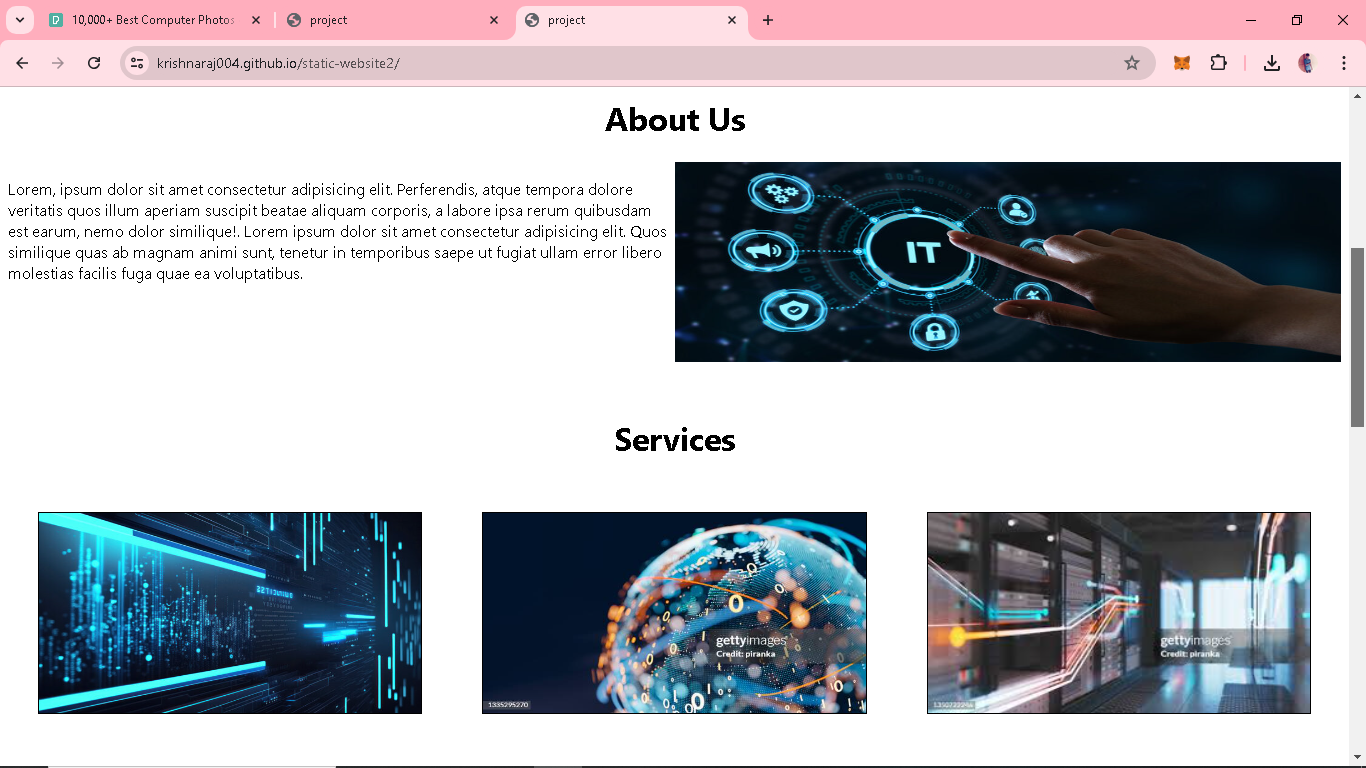 10,000+ Best Computer Photos
project
project
krishnaraj004.github.io/static-website2/
About Us
Lorem, ipsum dolor sit amet consectetur adipisicing elit. Perferendis, atque tempora dolore
veritatis quos illum aperiam suscipit beatae aliquam corporis, a labore ipsa rerum quibusdam
est earum, nemo dolor similique!. Lorem ipsum dolor sit amet consectetur adipisicing elit. Quos
similique quas ab magnam animi sunt, tenetur in temporibus saepe ut fugiat ullam error libero
molestias facilis fuga quae ea voluptatibus.
IT
Services
gettyimages
Credit: piranka
1335295270
gettyimages
Credit: piranka